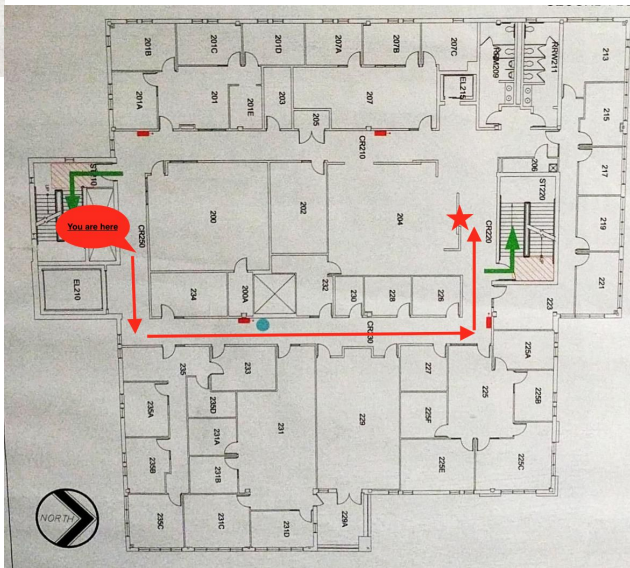 201B
201C
201D
207A
207B
207C
RRM209
RRW211
213
201A
201
201E
203
205
207
EL215
215
CR210
206
217
ST210
ST220
UP
You are here
CR250
200
202
204
CR220
219
EL210
234
200A
232
230
228
226
221
223
CR230
235
233
227
225A
235A
235D
231A
231
229
225F
225
225B
235B
231B
225E
225C
235C
231C
231D
229A
NORTH